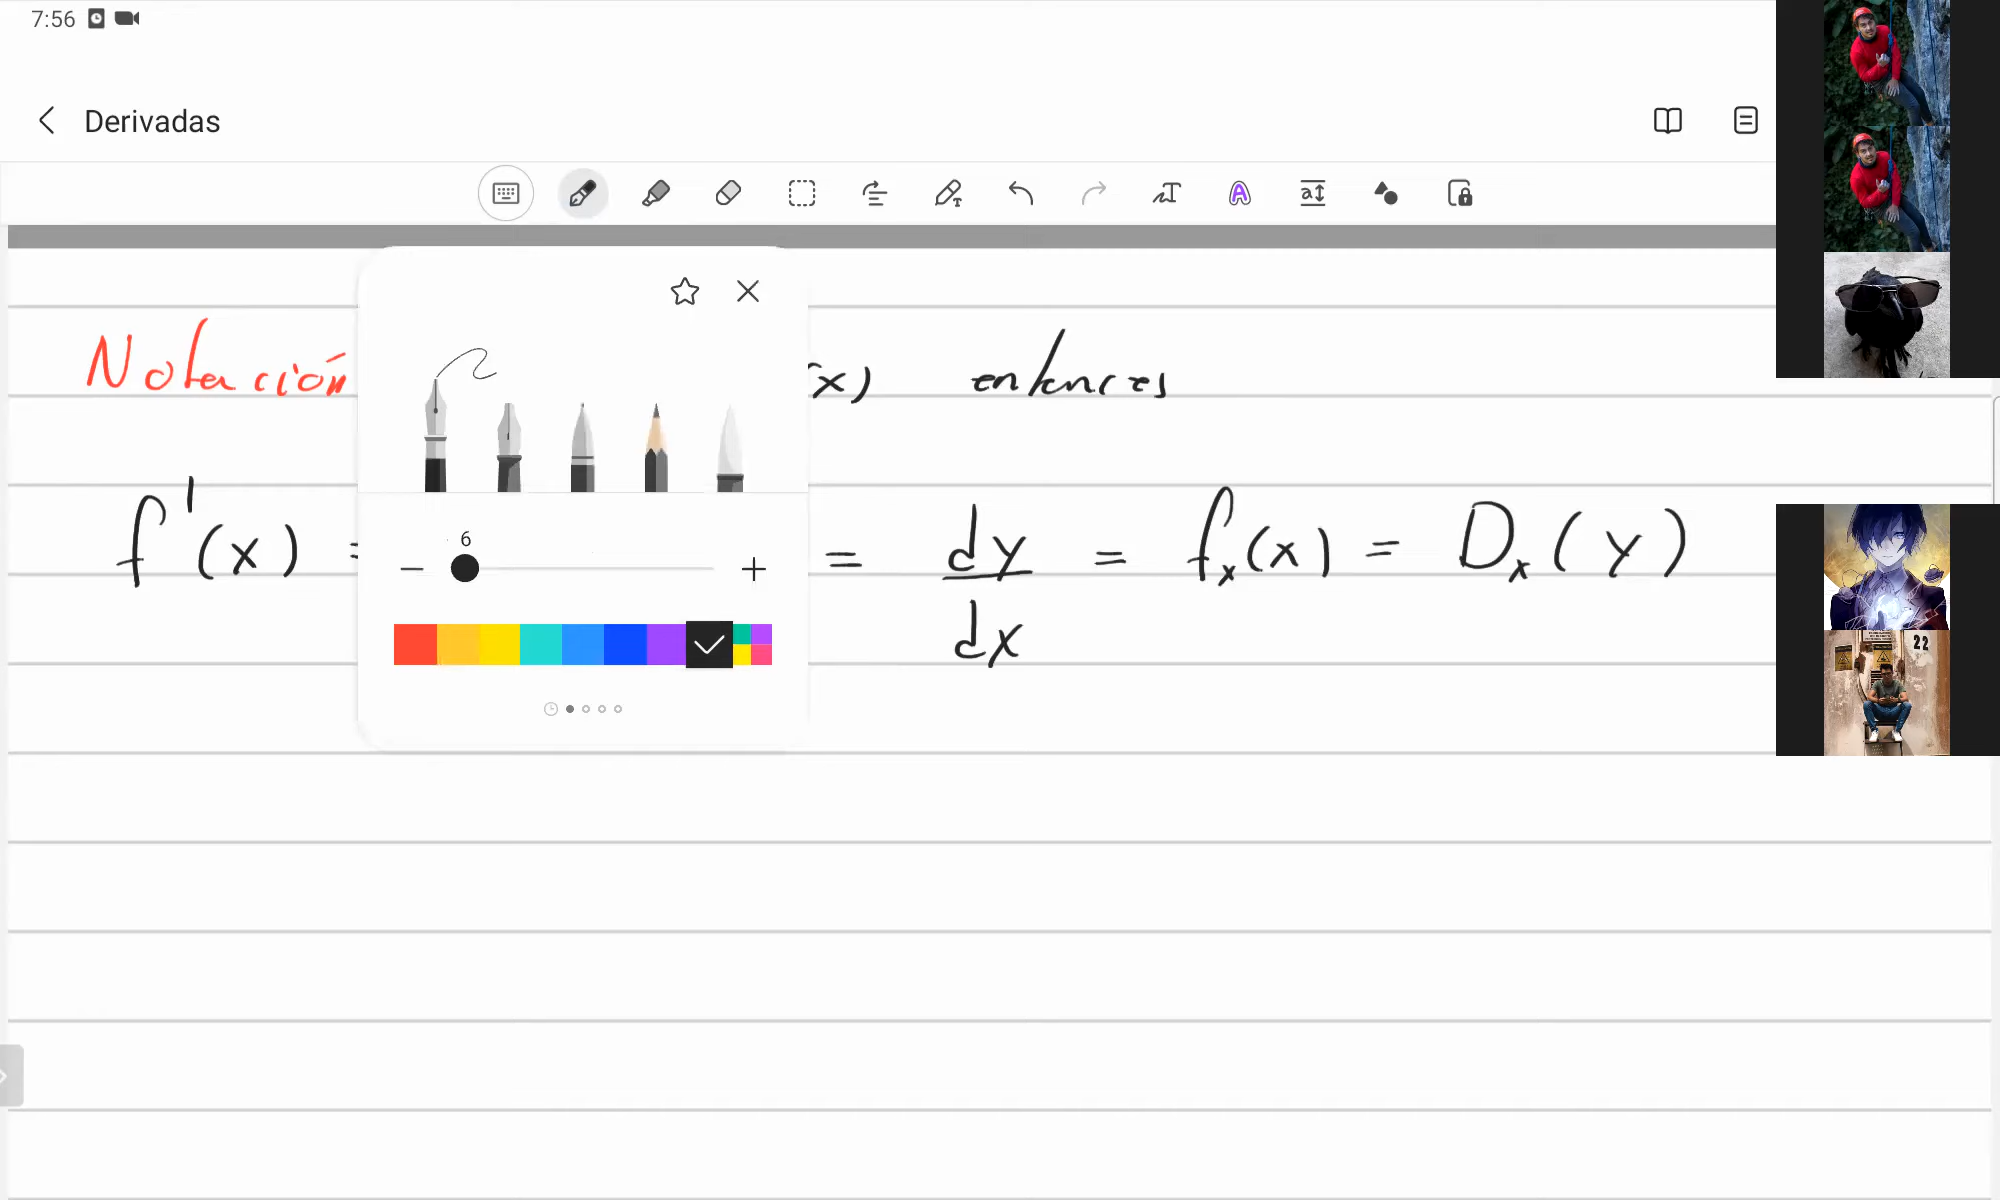 7:56
Derivadas
Notación (x) entonces
6
f'(x) = = dy/dx = fₓ(x) = Dₓ(y)
22